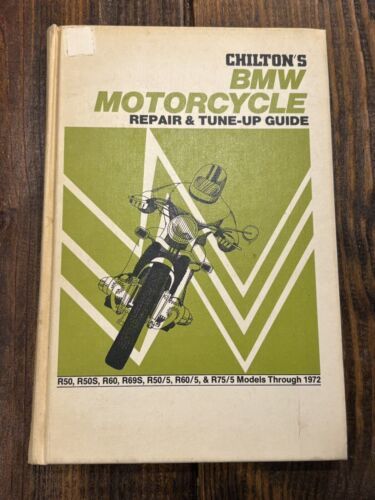 CHILTON'S
BMW
MOTORCYCLE
REPAIR & TUNE-UP GUIDE
R50, R50S, R60, R69S, R50/5, R60/5, & R75/5 Models Through 1972